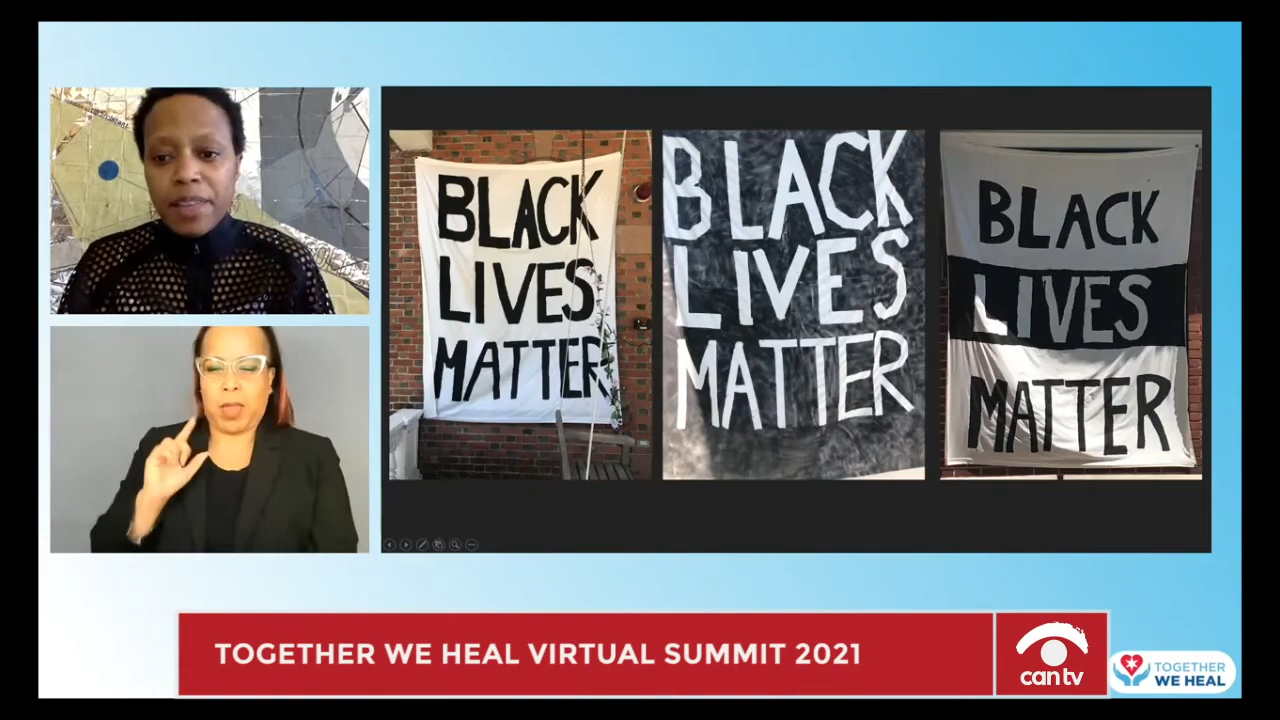 BLACK
LIVES
MATTER
BLACK
LIVES
MATTER
BLACK
LIVES
MATTER
TOGETHER WE HEAL VIRTUAL SUMMIT 2021
can tv
TOGETHER
WE HEAL